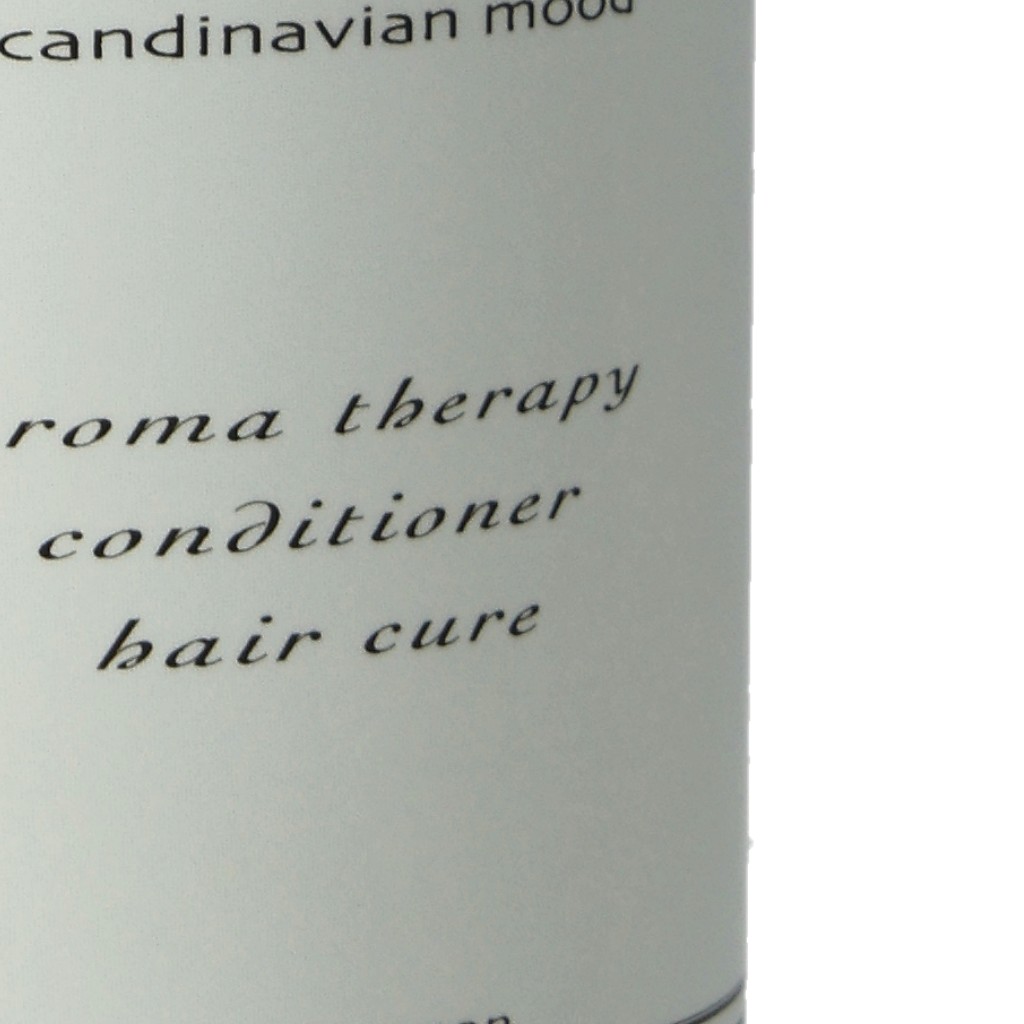 candinavian mood
roma therapy
conditioner
hair cure